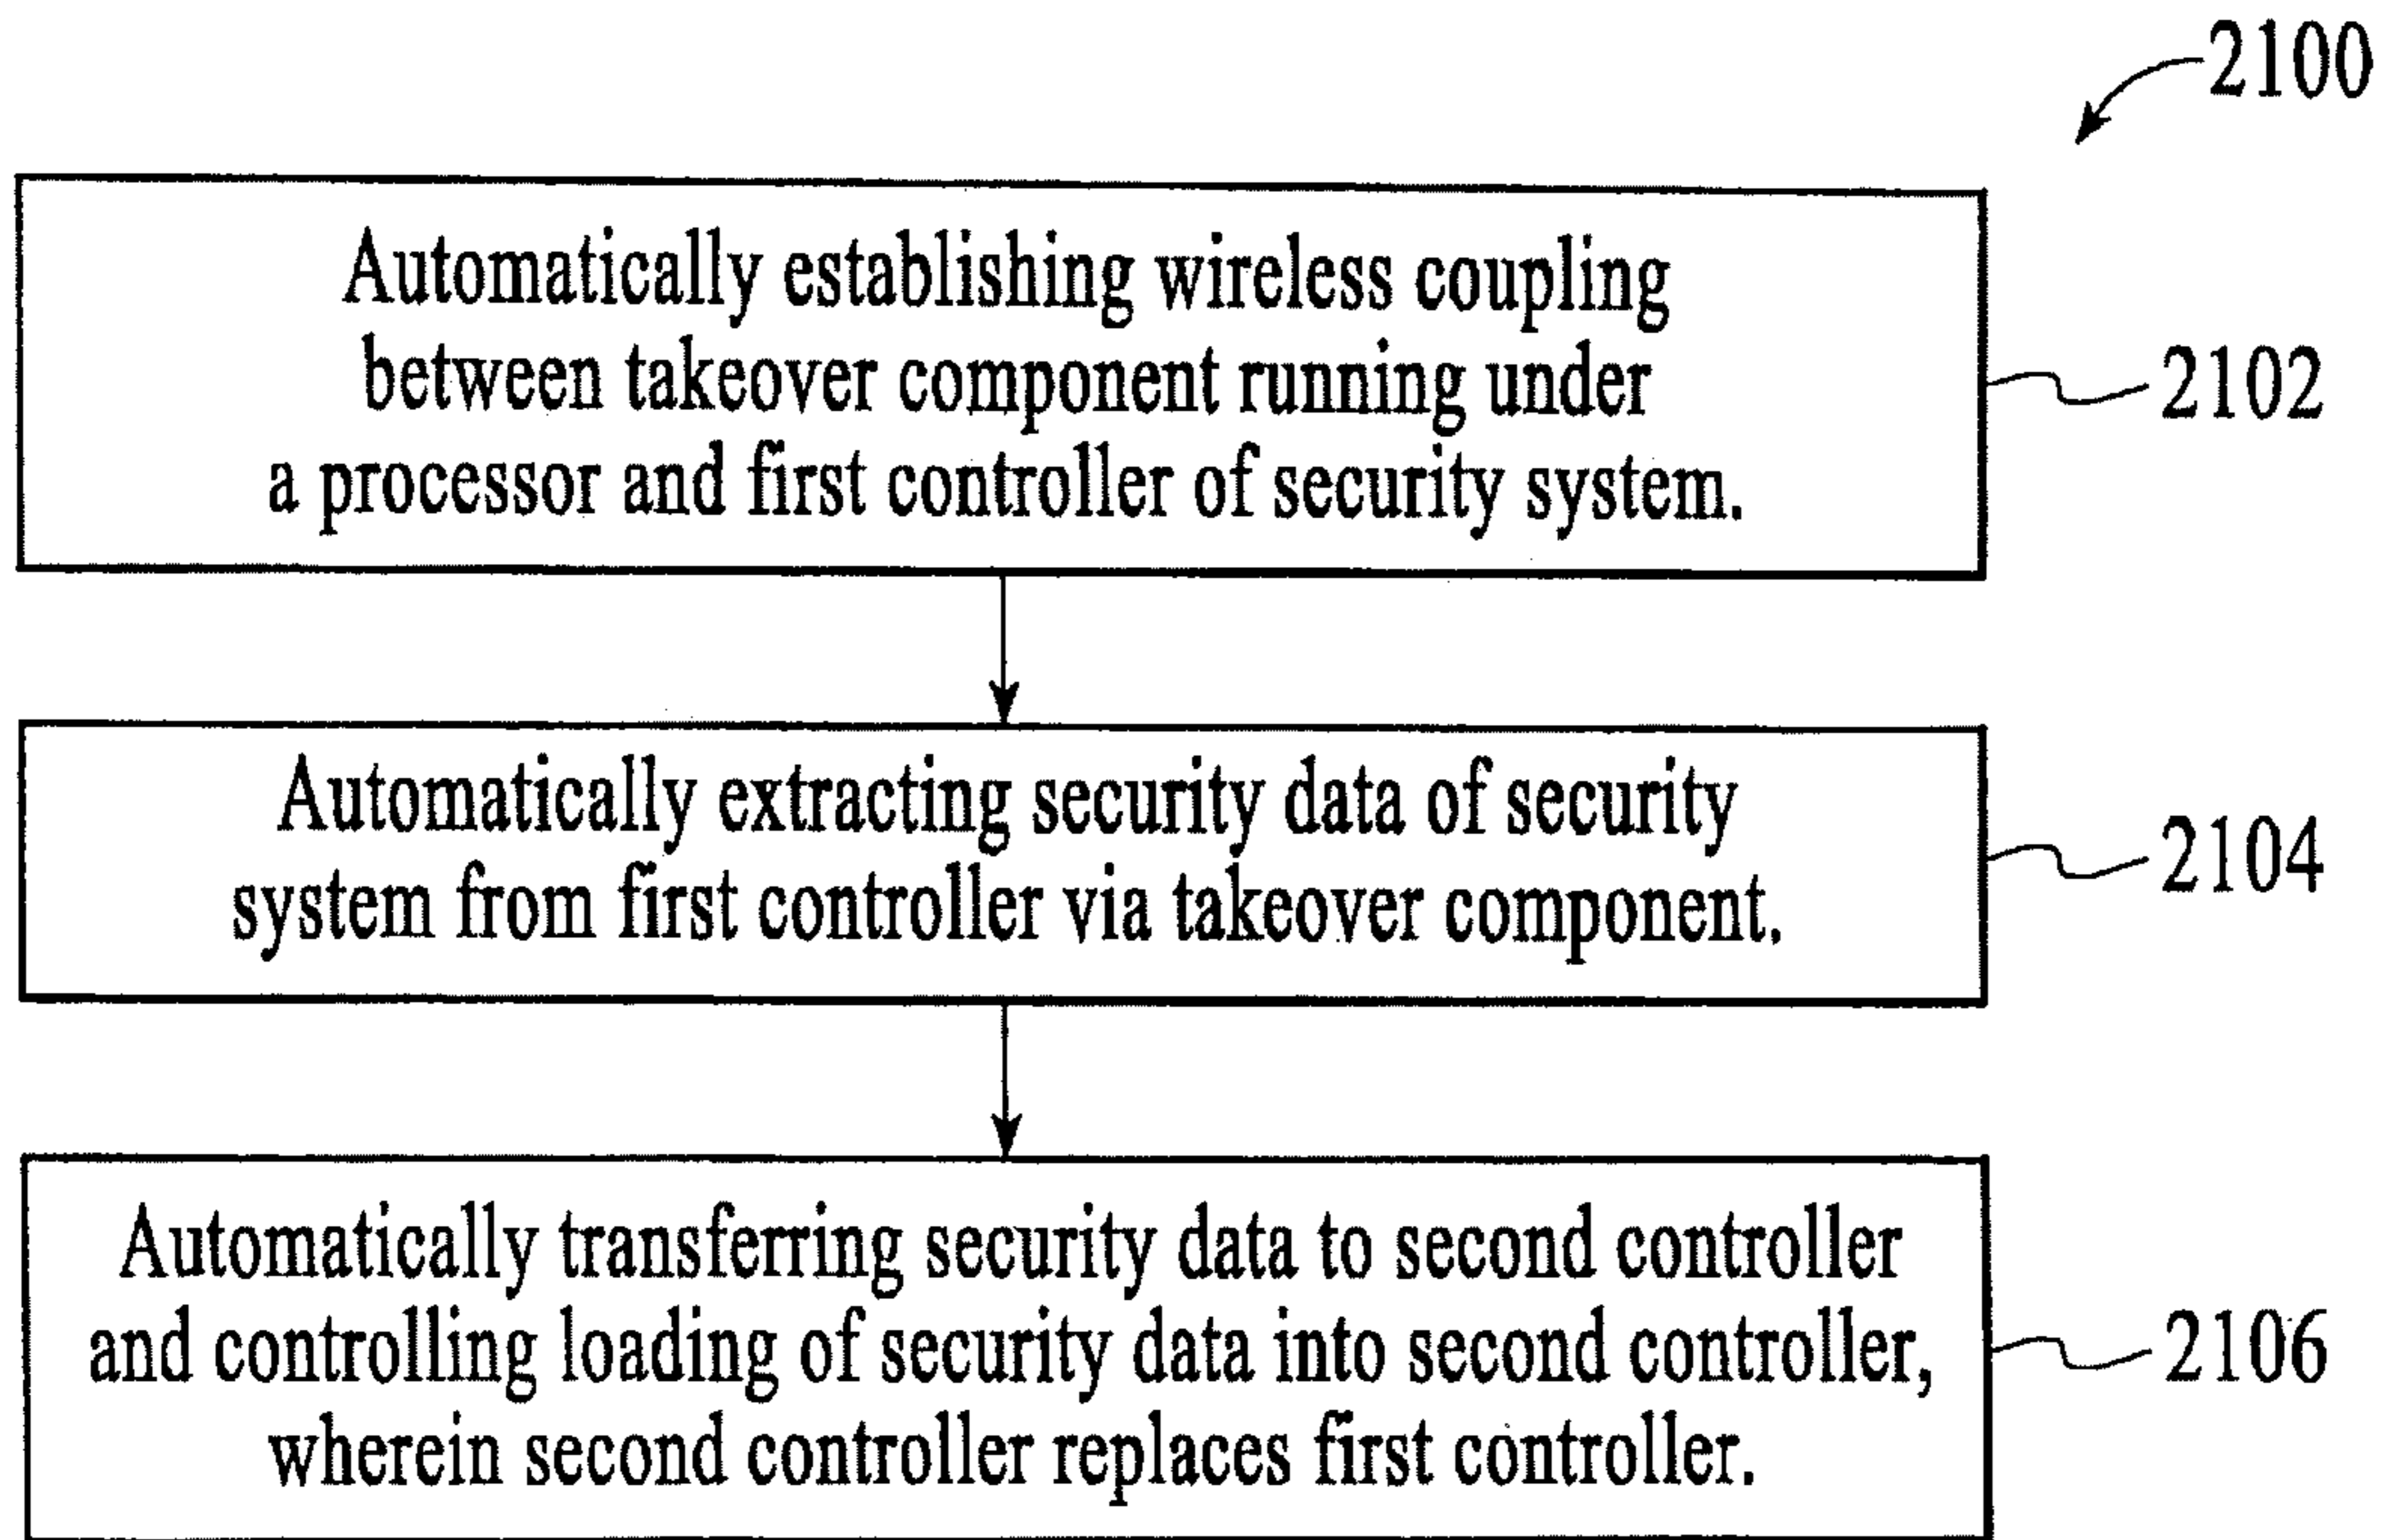 2100
Automatically establishing wireless coupling
between takeover component running under
a processor and first controller of security system.
2102
Automatically extracting security data of security
system from first controller via takeover component.
2104
Automatically transferring security data to second controller
and controlling loading of security data into second controller,
wherein second controller replaces first controller.
2106